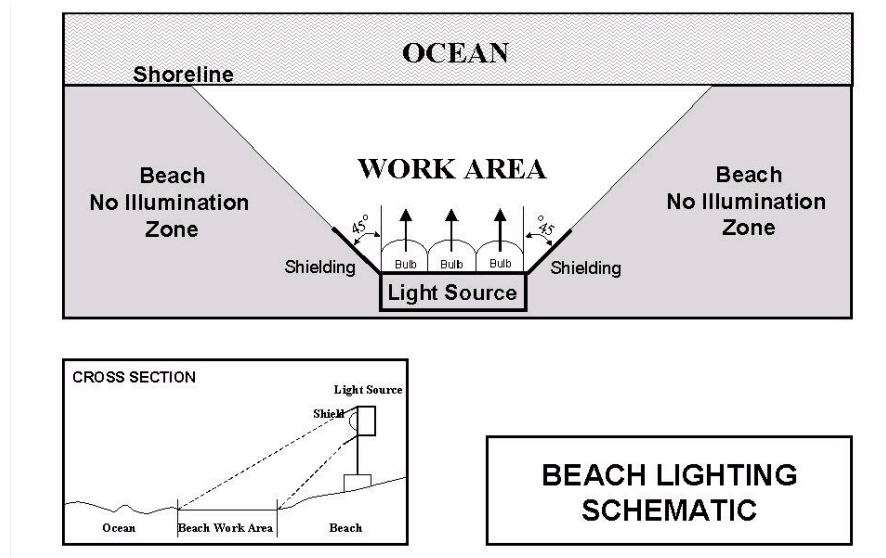 OCEAN
Shoreline
WORK AREA
Beach
No Illumination
Zone
Beach
No Illumination
Zone
45°
°45
Shielding
Bulb
Bulb
Bulb
Shielding
Light Source
CROSS SECTION
Light Source
Shield
Ocean
Beach Work Area
Beach
BEACH LIGHTING
SCHEMATIC